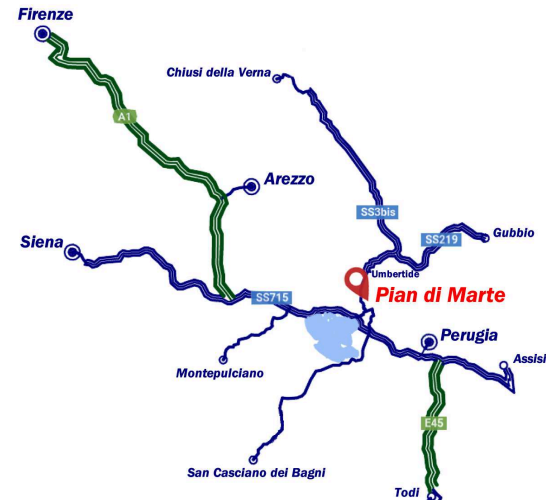 Firenze
Chiusi della Verna
A1
Arezzo
SS3bis
Siena
SS219
Gubbio
Umbertide
SS715
Pian di Marte
Perugia
Assisi
Montepulciano
E45
San Casciano dei Bagni
Todi